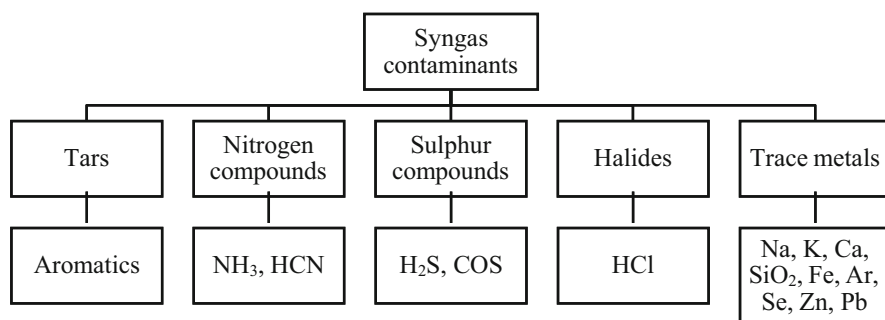 Syngas
contaminants
Tars
Nitrogen
compounds
Sulphur
compounds
Halides
Trace metals
Aromatics
NH₃, HCN
H₂S, COS
HCl
Na, K, Ca,
SiO₂, Fe, Ar,
Se, Zn, Pb